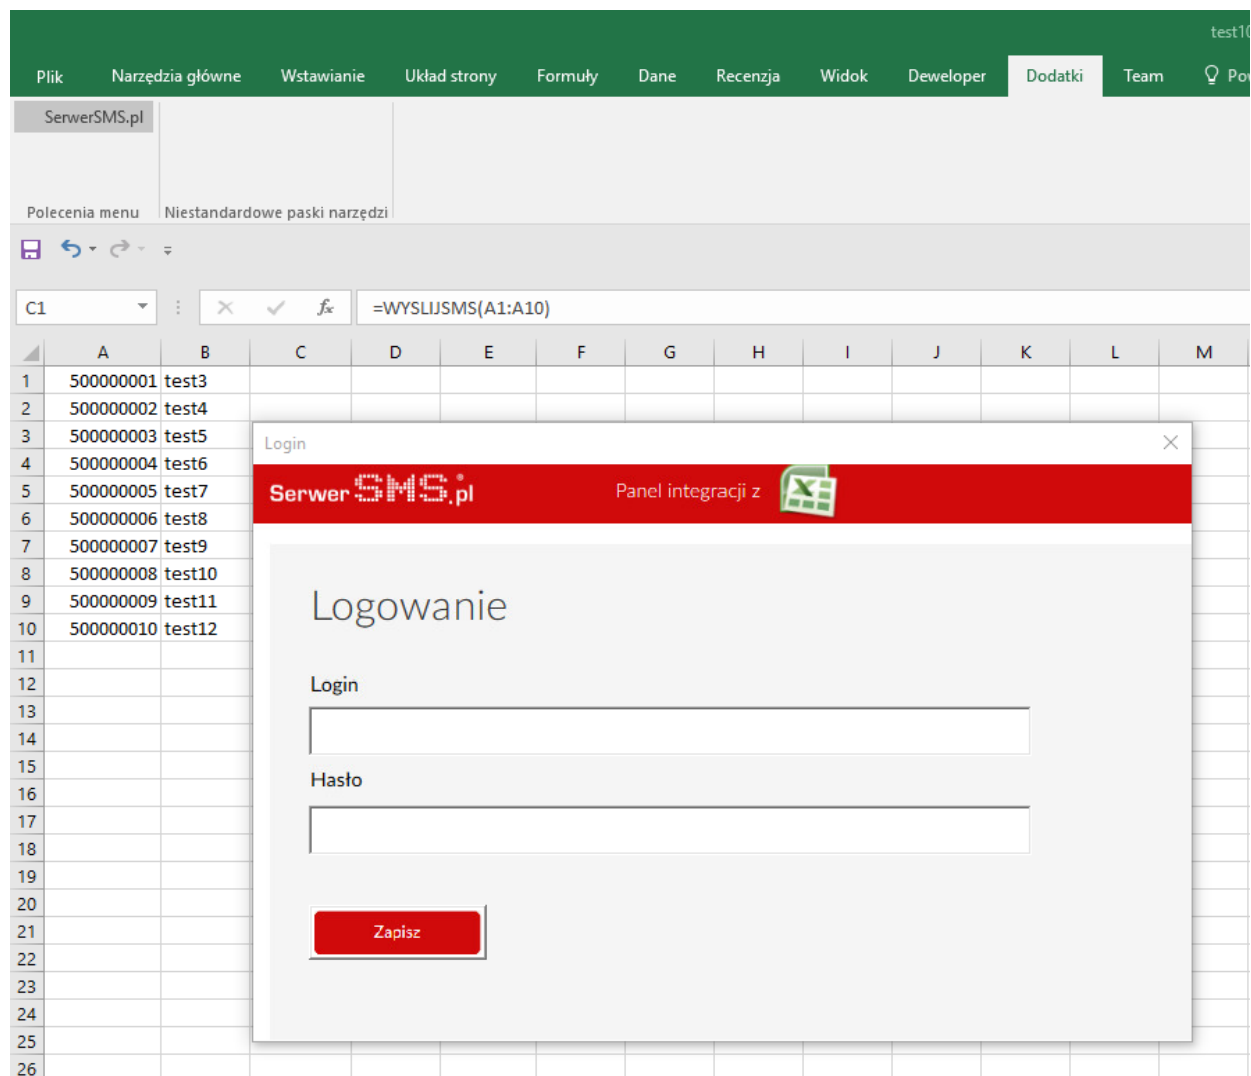 test10
Plik Narzędzia główne Wstawianie Układ strony Formuły Dane Recenzja Widok Deweloper Dodatki Team
SerwerSMS.pl
Polecenia menu Niestandardowe paski narzędzi
C1 fx =WYSLIJSMS(A1:A10)
A B C D E F G H I J K L M
1 500000001 test3
2 500000002 test4
3 500000003 test5
4 500000004 test6
5 500000005 test7
6 500000006 test8
7 500000007 test9
8 500000008 test10
9 500000009 test11
10 500000010 test12
11
12
13
14
15
16
17
18
19
20
21
22
23
24
25
26
Login
SerwerSMS.pl Panel integracji z
Logowanie
Login
Hasło
Zapisz